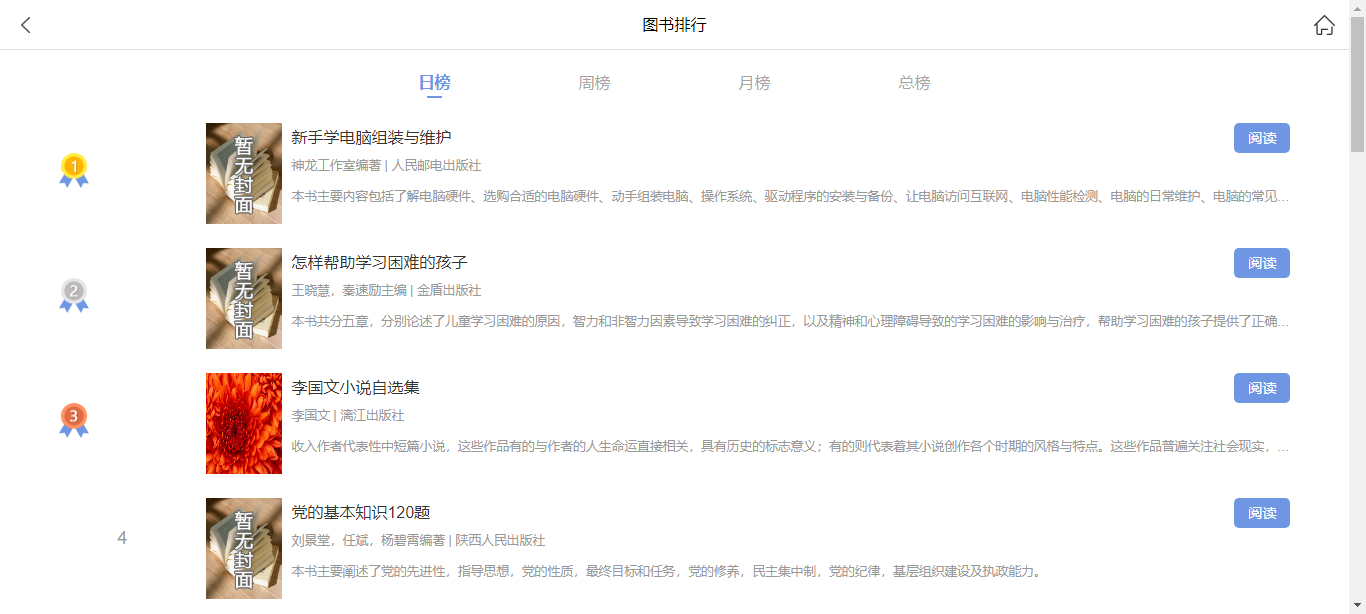 图书排行
日榜
周榜
月榜
总榜
1
暂无封面
新手学电脑组装与维护
阅读
神龙工作室编著 | 人民邮电出版社
本书主要内容包括了解电脑硬件、选购合适的电脑硬件、动手组装电脑、操作系统、驱动程序的安装与备份、让电脑访问互联网、电脑性能检测、电脑的日常维护、电脑的常见...
2
暂无封面
怎样帮助学习困难的孩子
阅读
王晓慧，秦速励主编 | 金盾出版社
本书共分五章，分别论述了儿童学习困难的原因，智力和非智力因素导致学习困难的纠正，以及精神和心理障碍导致的学习困难的影响与治疗，帮助学习困难的孩子提供了正确...
3
李国文小说自选集
阅读
李国文 | 漓江出版社
收入作者代表性中短篇小说，这些作品有的与作者的人生命运直接相关，具有历史的标志意义；有的则代表着其小说创作各个时期的风格与特点。这些作品普遍关注社会现实，...
4
暂无封面
党的基本知识120题
阅读
刘景堂，任斌，杨碧霄编著 | 陕西人民出版社
本书主要阐述了党的先进性，指导思想，党的性质，最终目标和任务，党的修养，民主集中制，党的纪律，基层组织建设及执政能力。